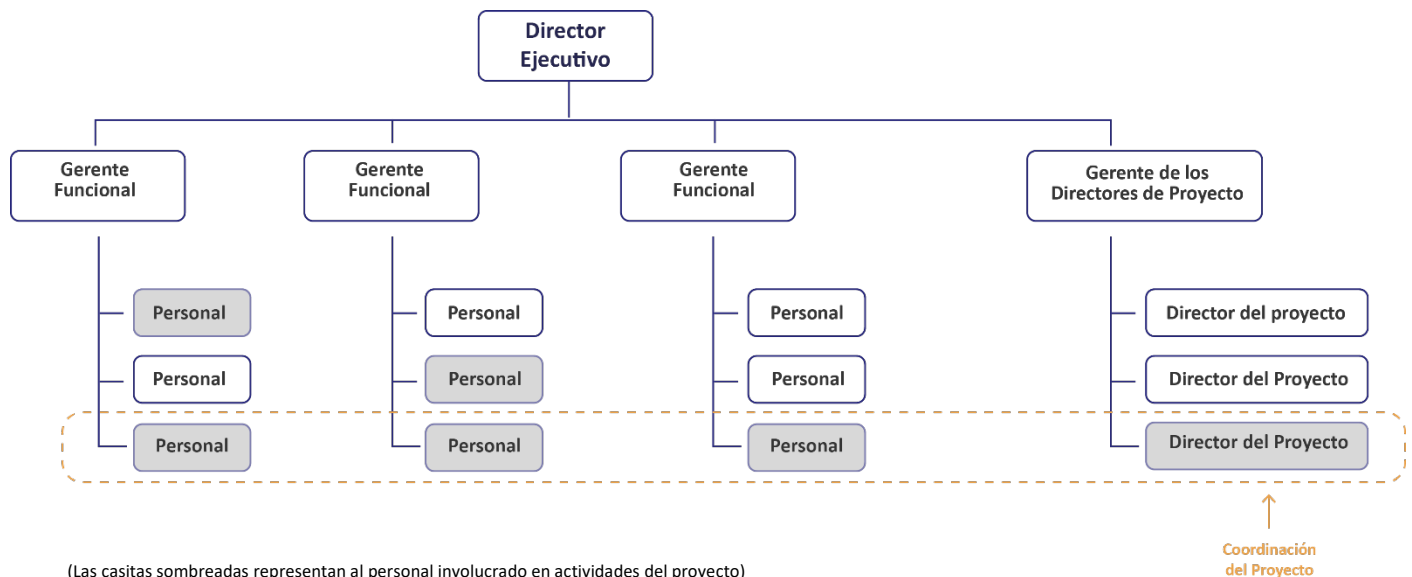 Director
Ejecutivo
Gerente
Funcional
Gerente
Funcional
Gerente
Funcional
Gerente de los
Directores de Proyecto
Personal
Personal
Personal
Director del proyecto
Personal
Personal
Personal
Director del Proyecto
Personal
Personal
Personal
Director del Proyecto
Coordinación
del Proyecto
(Las casitas sombreadas representan al personal involucrado en actividades del proyecto)